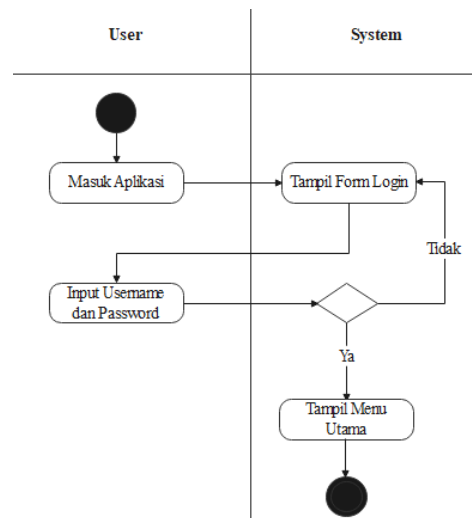 User
System
Masuk Aplikasi
Tampil Form Login
Tidak
Input Username
dan Password
Ya
Tampil Menu
Utama